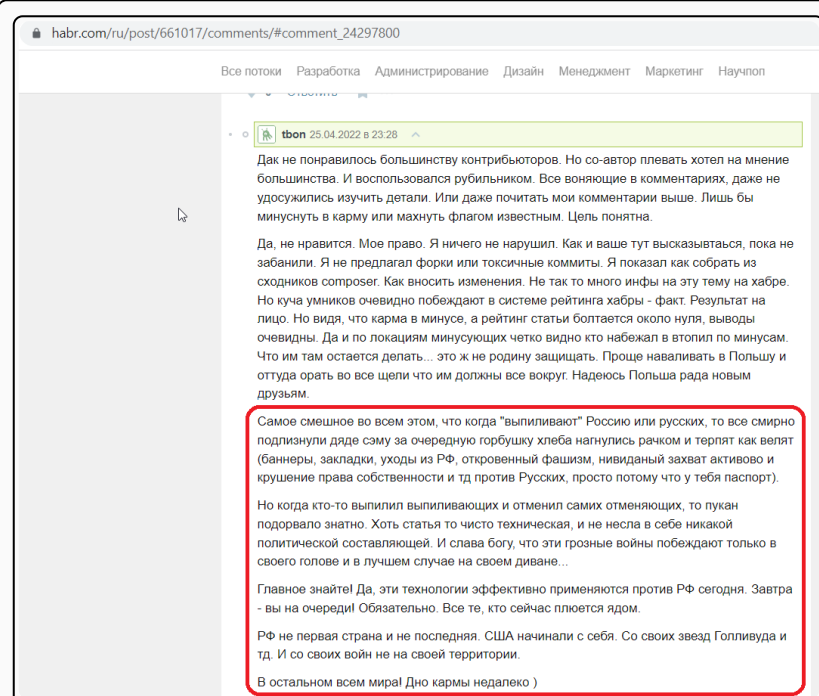 habr.com/ru/post/661017/comments/#comment_24297800
Все потоки Разработка Администрирование Дизайн Менеджмент Маркетинг Научпоп
Ответить
tbon 25.04.2022 в 23:28
Дак не понравилось большинству контрибьюторов. Но со-автор плевать хотел на мнение
большинства. И воспользовался рубильником. Все воняющие в комментариях, даже не
удосужились изучить детали. Или даже почитать мои комментарии выше. Лишь бы
минуснуть в карму или махнуть флагом известным. Цель понятна.
Да, не нравится. Мое право. Я ничего не нарушил. Как и ваше тут высказывтаься, пока не
забанили. Я не предлагал форки или токсичные коммиты. Я показал как собрать из
сходников composer. Как вносить изменения. Не так то много инфы на эту тему на хабре.
Но куча умников очевидно побеждают в системе рейтинга хабры - факт. Результат на
лицо. Но видя, что карма в минусе, а рейтинг статьи болтается около нуля, выводы
очевидны. Да и по локациям минусующих четко видно кто набежал в втопил по минусам.
Что им там остается делать... это ж не родину защищать. Проще наваливать в Польшу и
оттуда орать во все щели что им должны все вокруг. Надеюсь Польша рада новым
друзьям.
Самое смешное во всем этом, что когда "выпиливают" Россию или русских, то все смирно
подлизнули дяде сэму за очередную горбушку хлеба нагнулись рачком и терпят как велят
(баннеры, закладки, уходы из РФ, откровенный фашизм, нивиданый захват активово и
крушение права собственности и тд против Русских, просто потому что у тебя паспорт).
Но когда кто-то выпилил выпиливающих и отменил самих отменяющих, то пукан
подорвало знатно. Хоть статья то чисто техническая, и не несла в себе никакой
политической составляющей. И слава богу, что эти грозные войны побеждают только в
своего голове и в лучшем случае на своем диване...
Главное знайте! Да, эти технологии эффективно применяются против РФ сегодня. Завтра
- вы на очереди! Обязательно. Все те, кто сейчас плюется ядом.
РФ не первая страна и не последняя. США начинали с себя. Со своих звезд Голливуда и
тд. И со своих войн не на своей территории.
В остальном всем мира! Дно кармы недалеко )